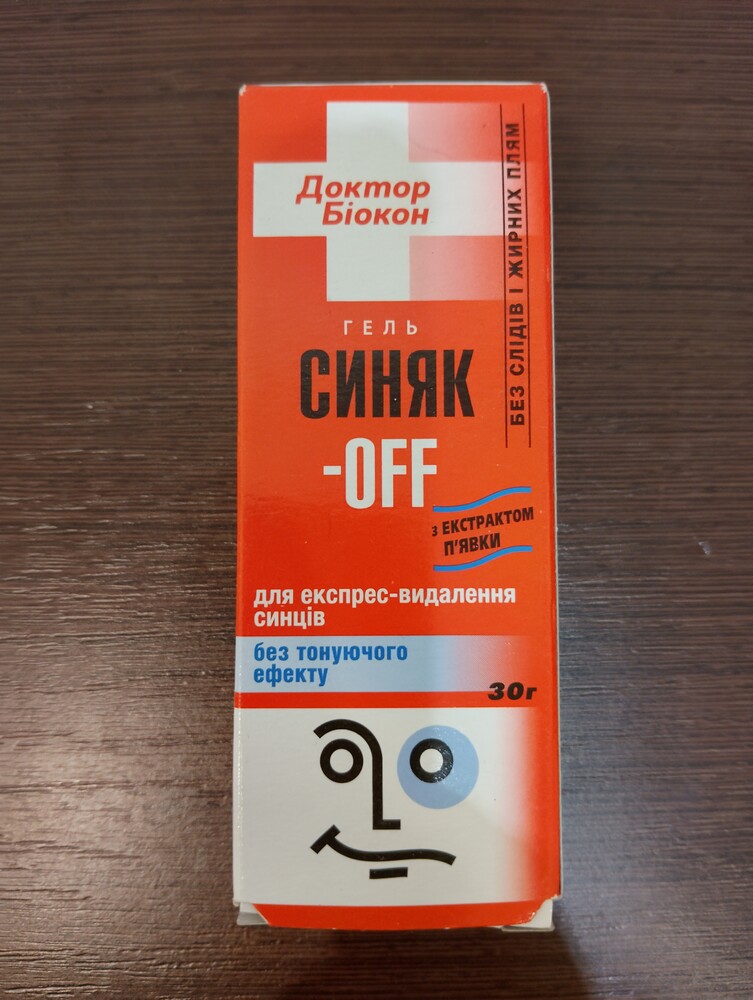 Доктор
Біокон
БЕЗ СЛІДІВ І ЖИРНИХ ПЛЯМ
ГЕЛЬ
СИНЯК
-OFF
з ЕКСТРАКТОМ
П'ЯВКИ
для експрес-видалення
синців
без тонуючого
ефекту
30г